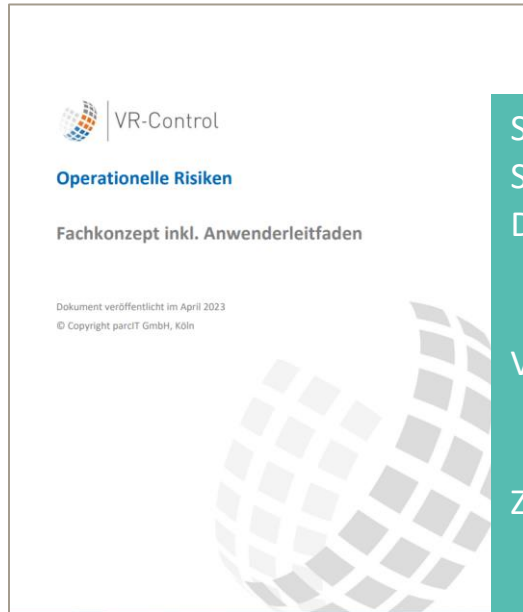 VR-Control
Operationelle Risiken
Fachkonzept inkl. Anwenderleitfaden
Dokument veröffentlicht im April 2023
© Copyright parcIT GmbH, Köln
S
S
D
V
Z